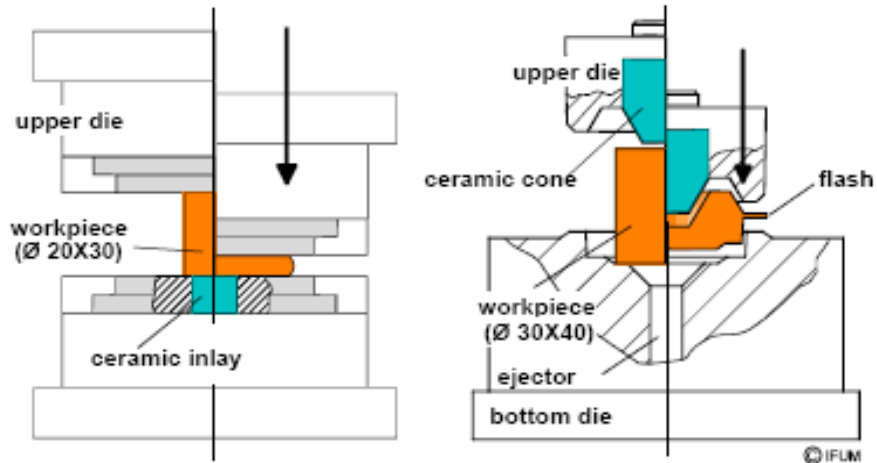 upper die
workpiece
(Ø 20X30)
ceramic inlay
upper die
ceramic cone
flash
workpiece
(Ø 30X40)
ejector
bottom die
© IFUM